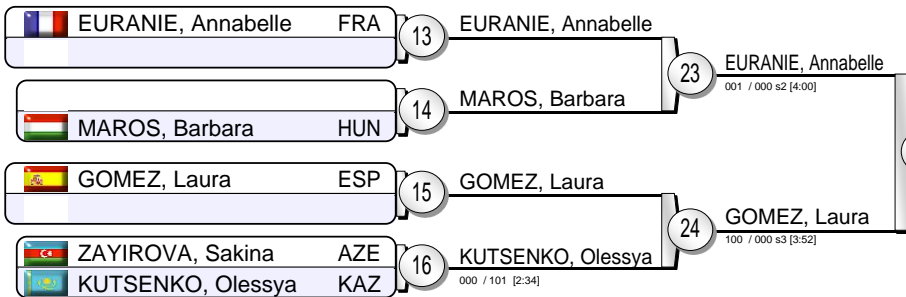 EURANIE, Annabelle FRA
13
EURANIE, Annabelle
23
EURANIE, Annabelle
001 / 000 s2 [4:00]
14
MAROS, Barbara
MAROS, Barbara HUN
GOMEZ, Laura ESP
15
GOMEZ, Laura
24
GOMEZ, Laura
100 / 000 s3 [3:52]
ZAYIROVA, Sakina AZE
16
KUTSENKO, Olessya
000 / 101 [2:34]
KUTSENKO, Olessya KAZ